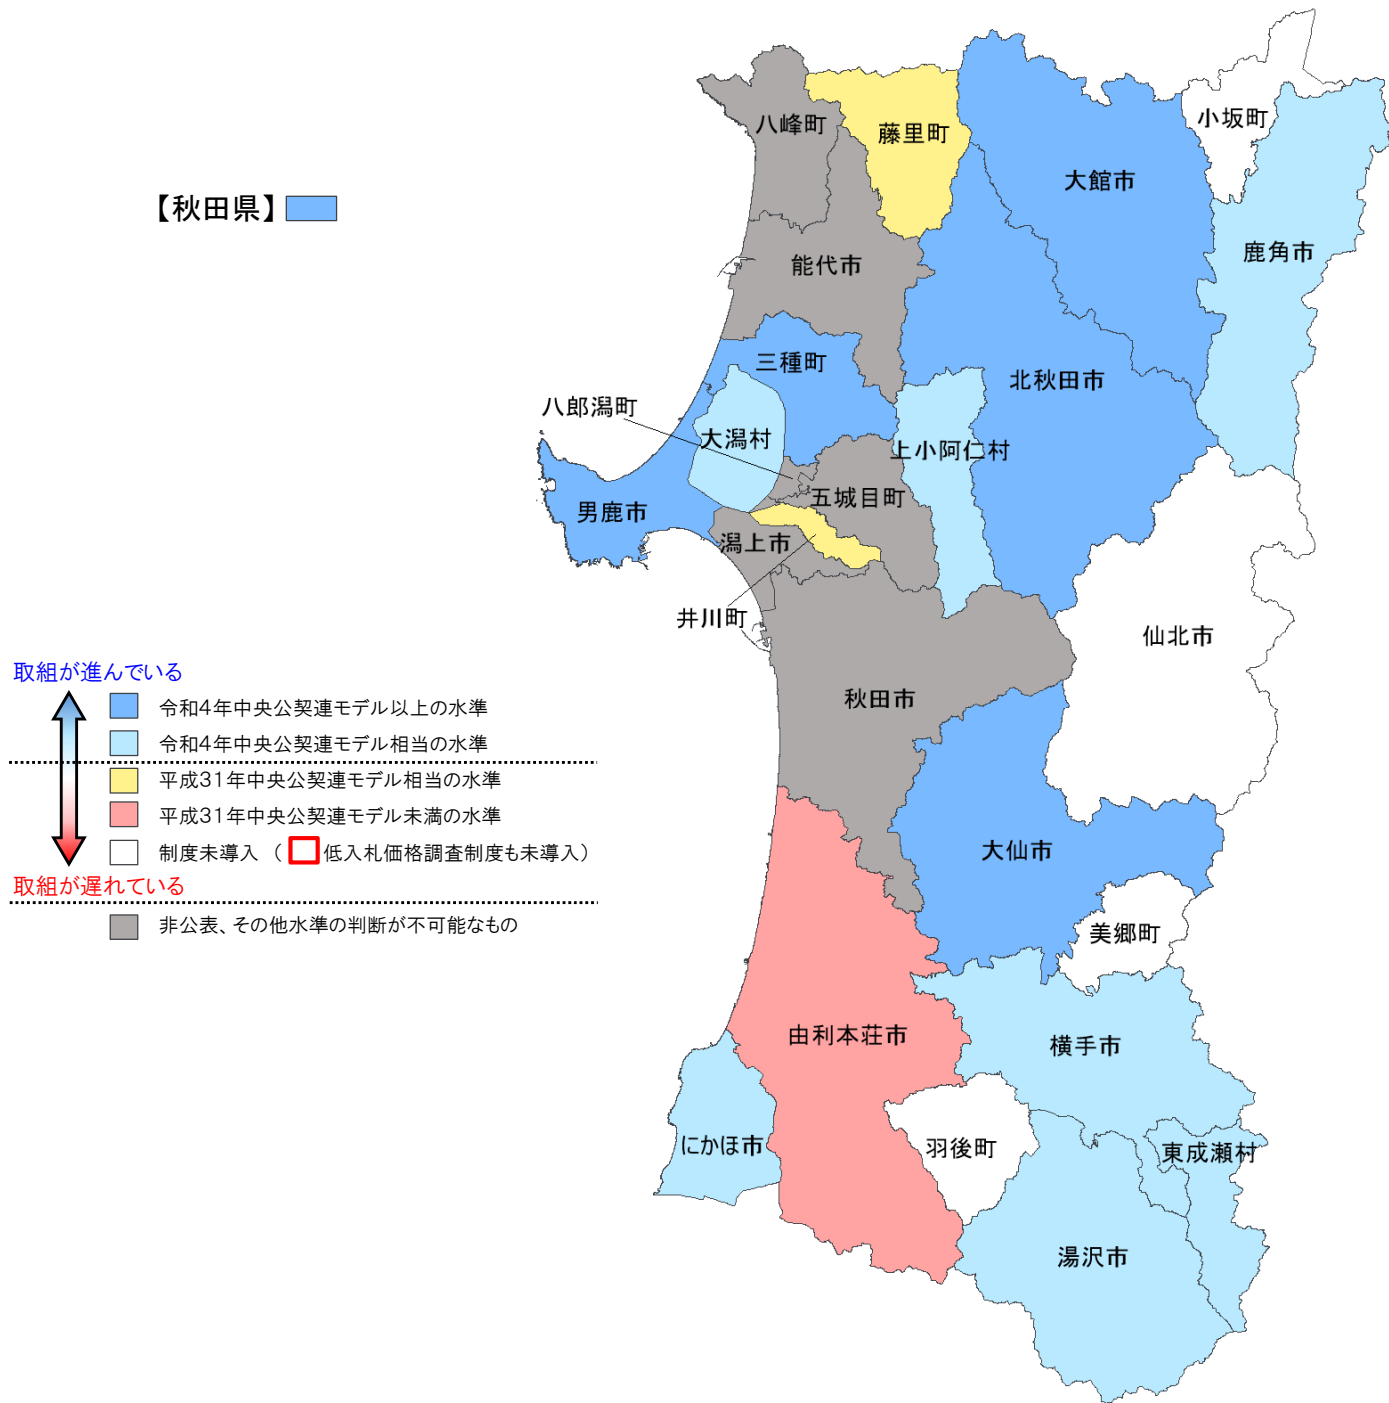 小坂町
八峰町
藤里町
大館市
【秋田県】
鹿角市
能代市
三種町
北秋田市
八郎潟町
大潟村
上小阿仁村
五城目町
男鹿市
潟上市
井川町
仙北市
取組が進んでいる
秋田市
令和4年中央公契連モデル以上の水準
令和4年中央公契連モデル相当の水準
平成31年中央公契連モデル相当の水準
平成31年中央公契連モデル未満の水準
制度未導入 ( 低入札価格調査制度も未導入)
取組が遅れている
非公表、その他水準の判断が不可能なもの
大仙市
美郷町
由利本荘市
横手市
にかほ市
羽後町
東成瀬村
湯沢市